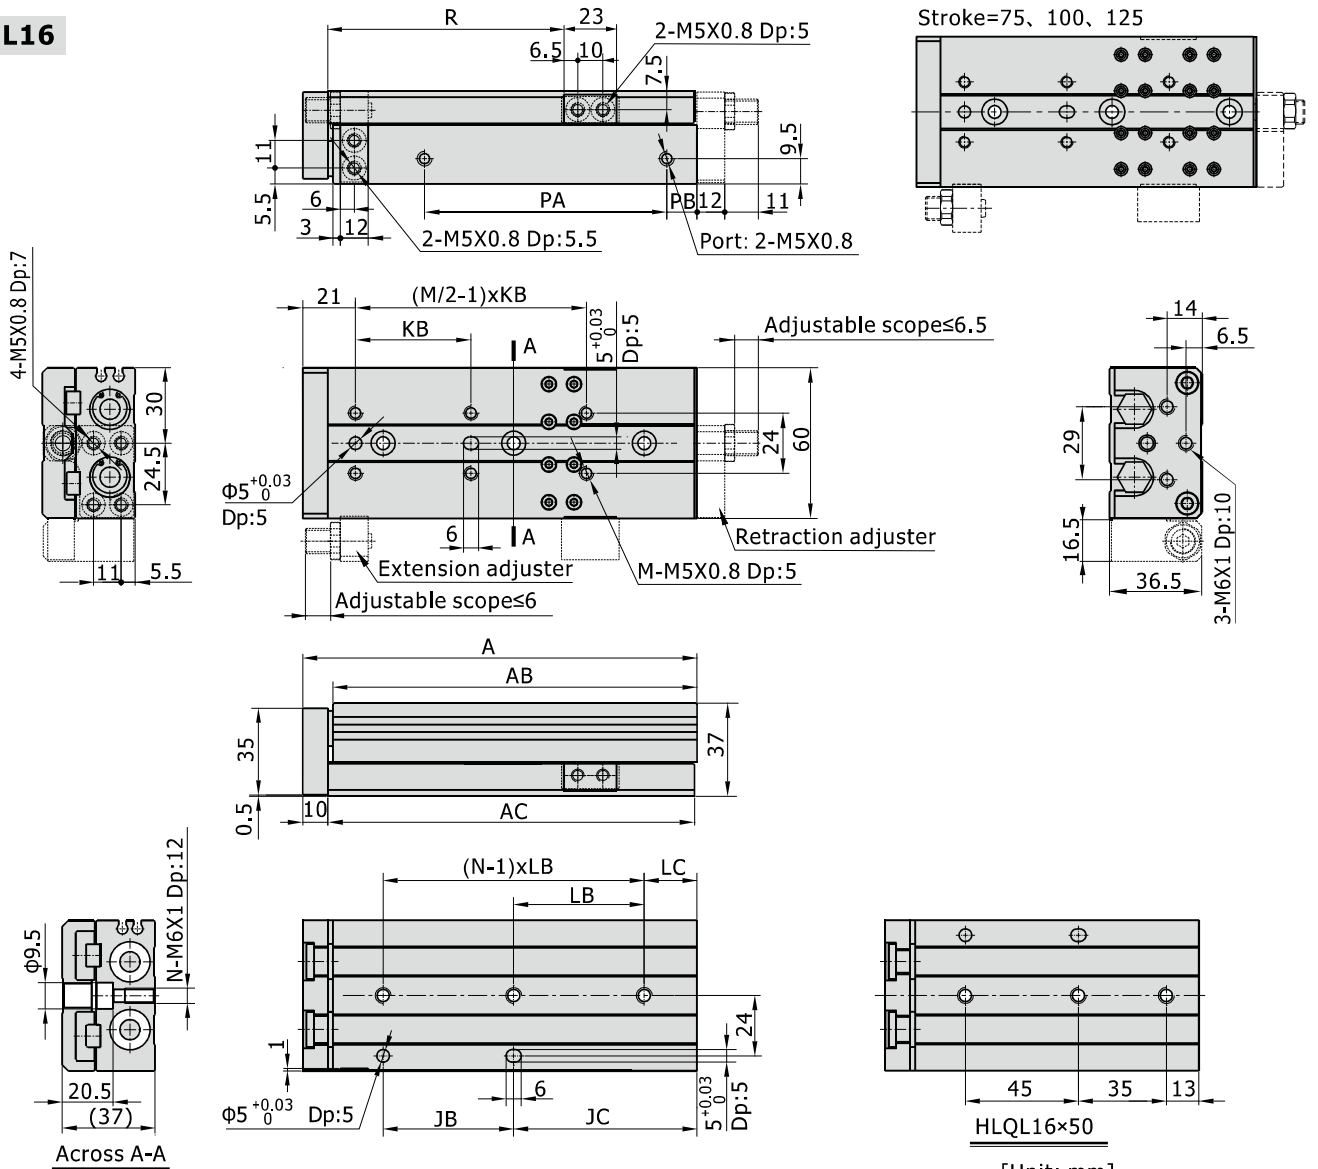 L16
R
23
2-M5X0.8 Dp:5
6.5
10
7.5
Stroke=75、100、125
11
5.5
6
3
12
PA
PB
12
11
9.5
2-M5X0.8 Dp:5.5
Port: 2-M5X0.8
4-M5X0.8 Dp:7
30
24.5
11
5.5
21
(M/2-1)xKB
KB
A
5 +0.03 0
Dp:5
Adjustable scope≤6.5
24
60
Φ5 +0.03 0
Dp:5
6
A
Retraction adjuster
Extension adjuster
M-M5X0.8 Dp:5
Adjustable scope≤6
14
6.5
29
16.5
36.5
3-M6X1 Dp:10
A
AB
35
37
0.5
10
AC
(N-1)xLB
LC
LB
N-M6X1 Dp:12
Φ9.5
20.5
(37)
Across A-A
24
1
Φ5 +0.03 0 Dp:5
6
5 +0.03 0
Dp:5
JB
JC
45
35
13
HLQL16×50
[Unit: mm]